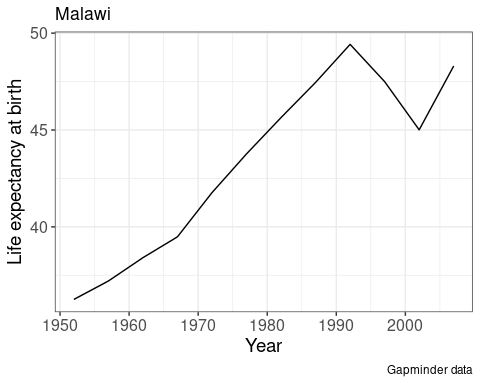 Malawi
50
45
40
Life expectancy at birth
1950 1960 1970 1980 1990 2000
Year
Gapminder data